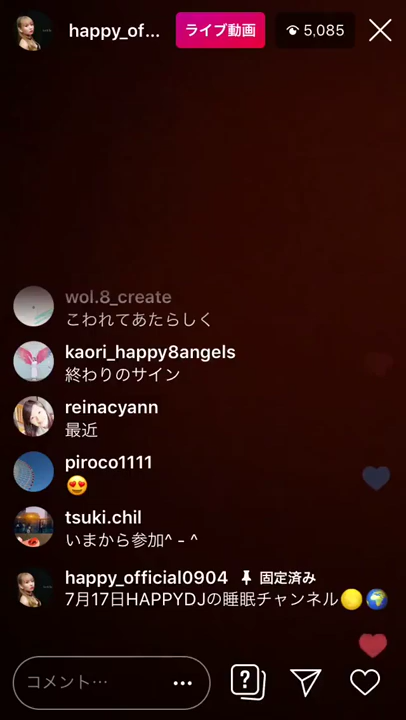 happy_of...
ライブ動画
5,085
wol.8_create
こわれてあたらしく
kaori_happy8angels
終わりのサイン
reinacyann
最近
piroco1111
😍
tsuki.chil
いまから参加^ - ^
happy_official0904 固定済み
7月17日HAPPYDJの睡眠チャンネル🌕🌍
コメント…